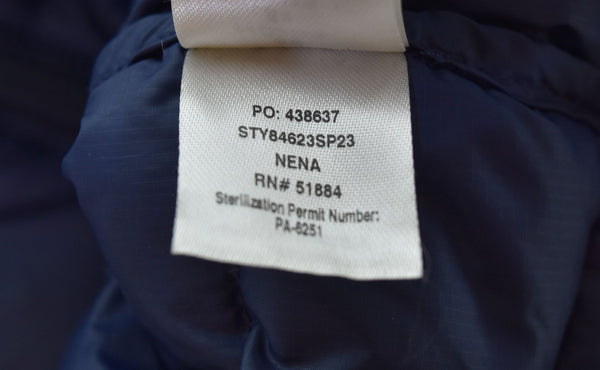 PO: 438637
STY84623SP23
NENA
RN# 51884
Sterilization Permit Number:
PA-6251